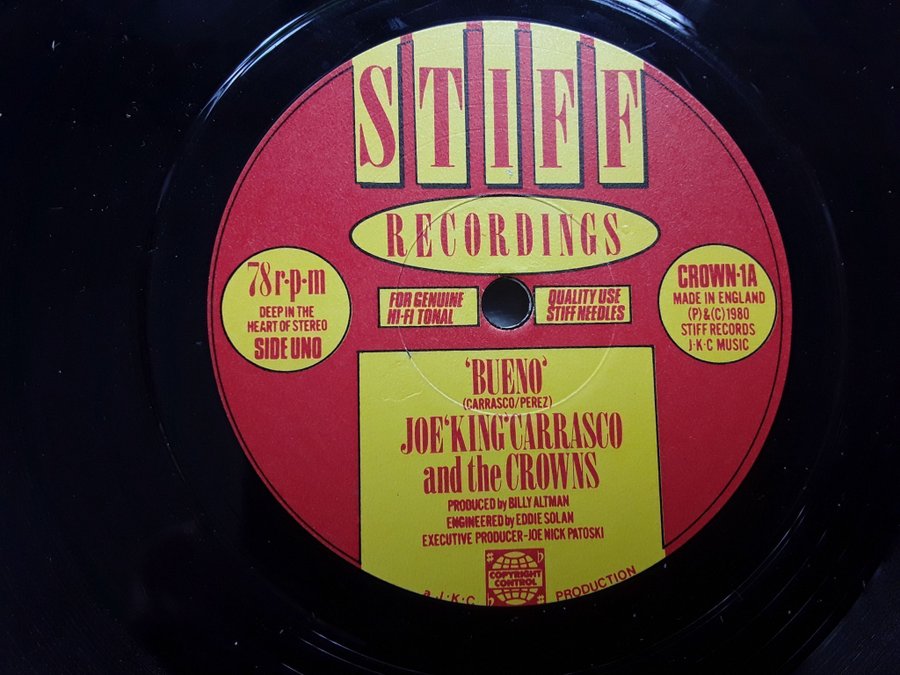 STIFF
RECORDINGS
78 r·p·m
DEEP IN THE
HEART OF STEREO
SIDE UNO
FOR GENUINE
HI-FI TONAL
QUALITY USE
STIFF NEEDLES
CROWN·1A
MADE IN ENGLAND
(P) & (C) 1980
STIFF RECORDS
J·K·C MUSIC
'BUENO'
(CARRASCO/PEREZ)
JOE 'KING' CARRASCO
and the CROWNS
PRODUCED by BILLY ALTMAN
ENGINEERED by EDDIE SOLAN
EXECUTIVE PRODUCER-JOE NICK PATOSKI
COPYRIGHT
CONTROL
a J·K·C PRODUCTION